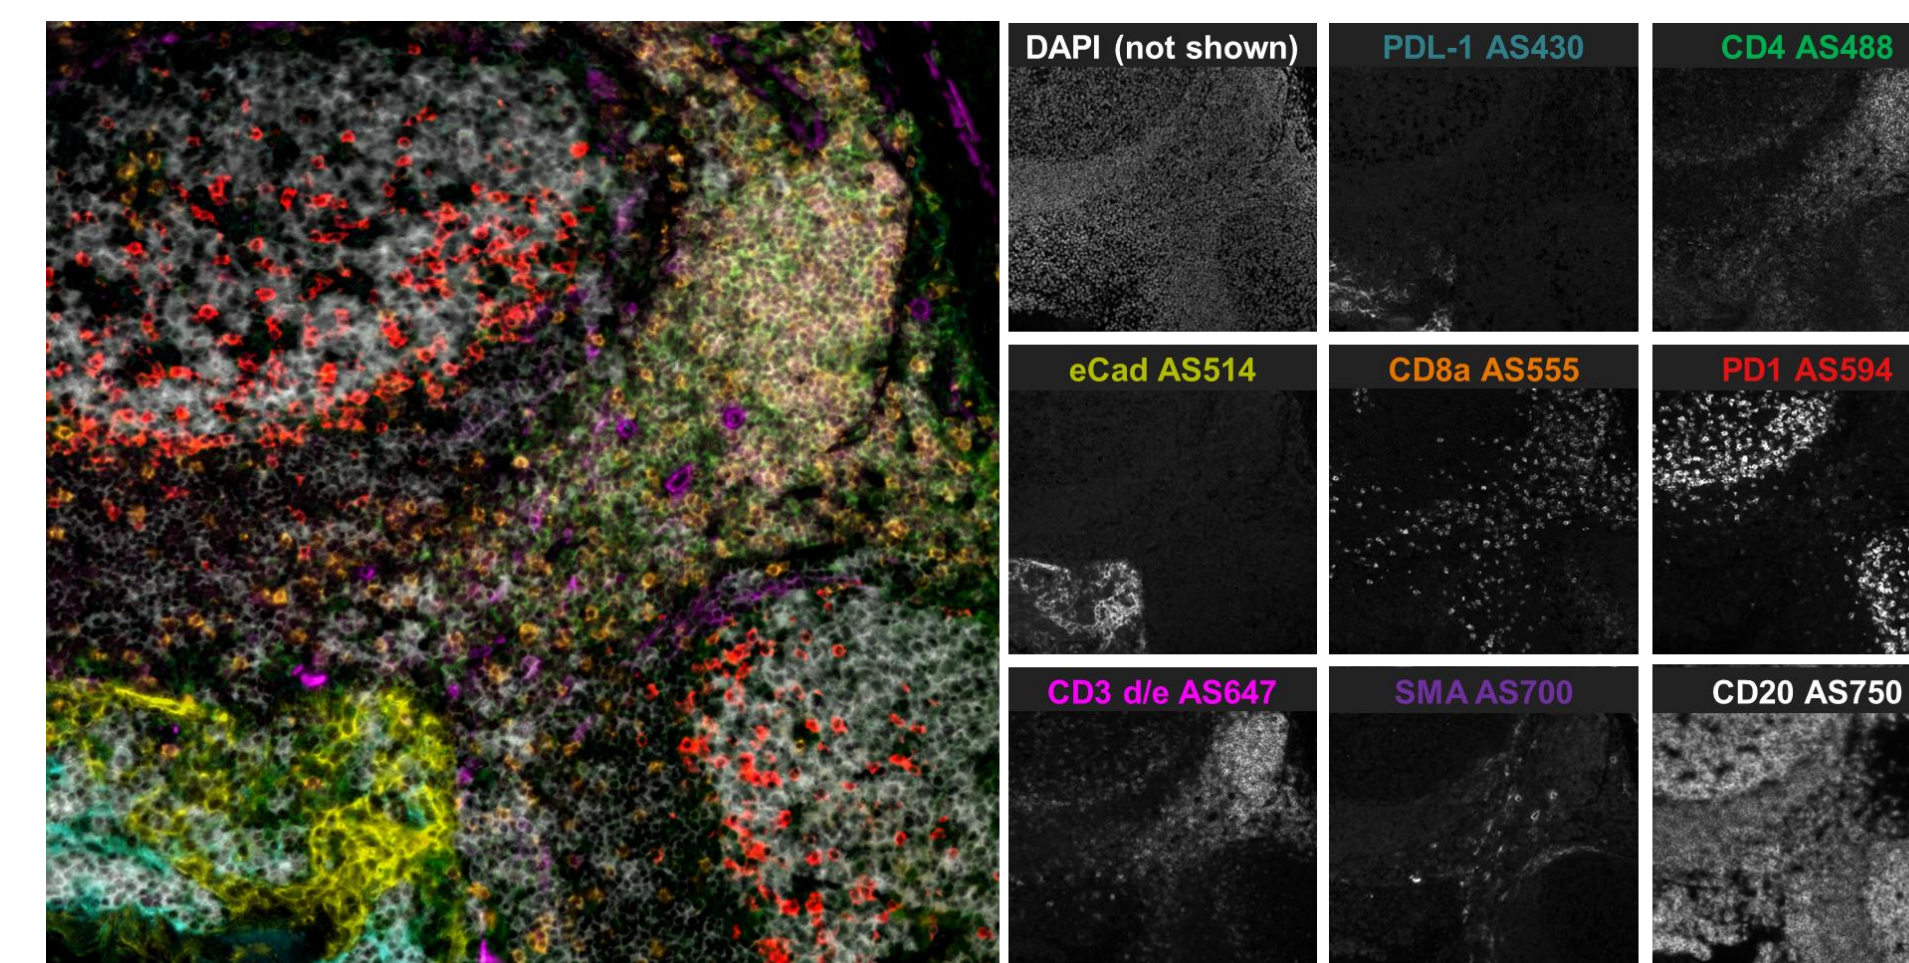 DAPI (not shown)
PDL-1 AS430
CD4 AS488
eCad AS514
CD8a AS555
PD1 AS594
CD3 d/e AS647
SMA AS700
CD20 AS750